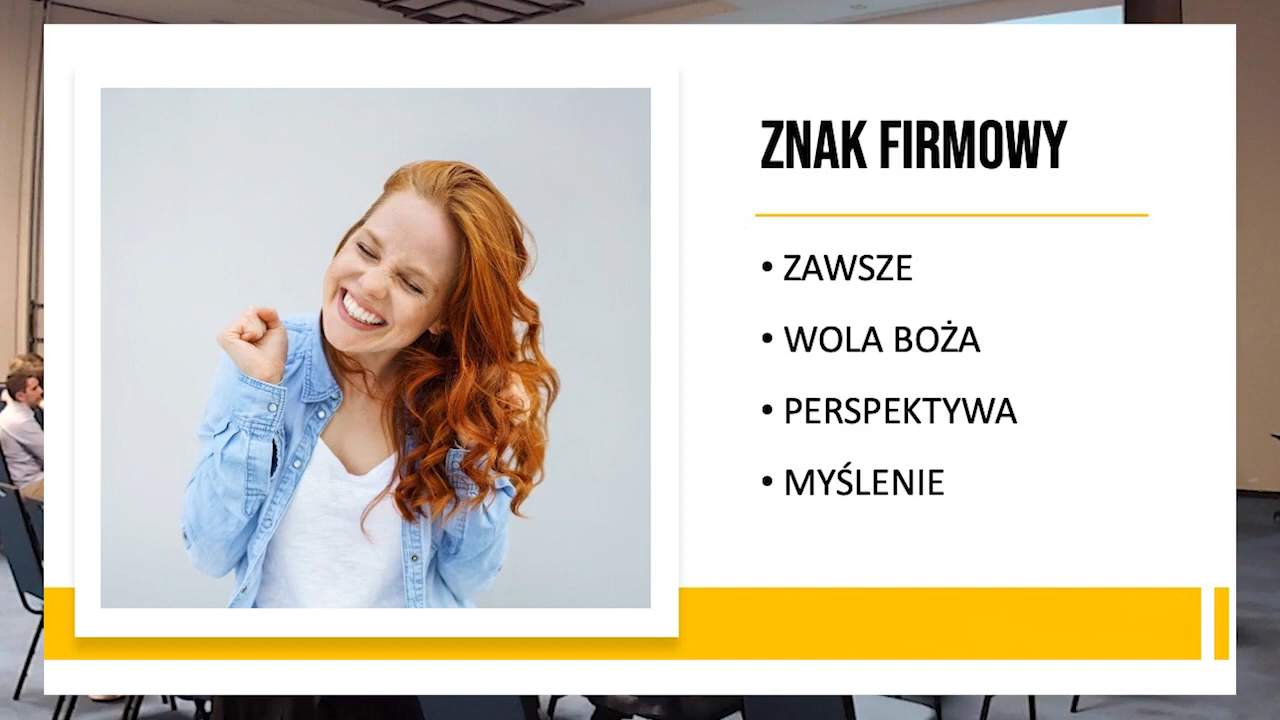 ZNAK FIRMOWY
• ZAWSZE
• WOLA BOŻA
• PERSPEKTYWA
• MYŚLENIE